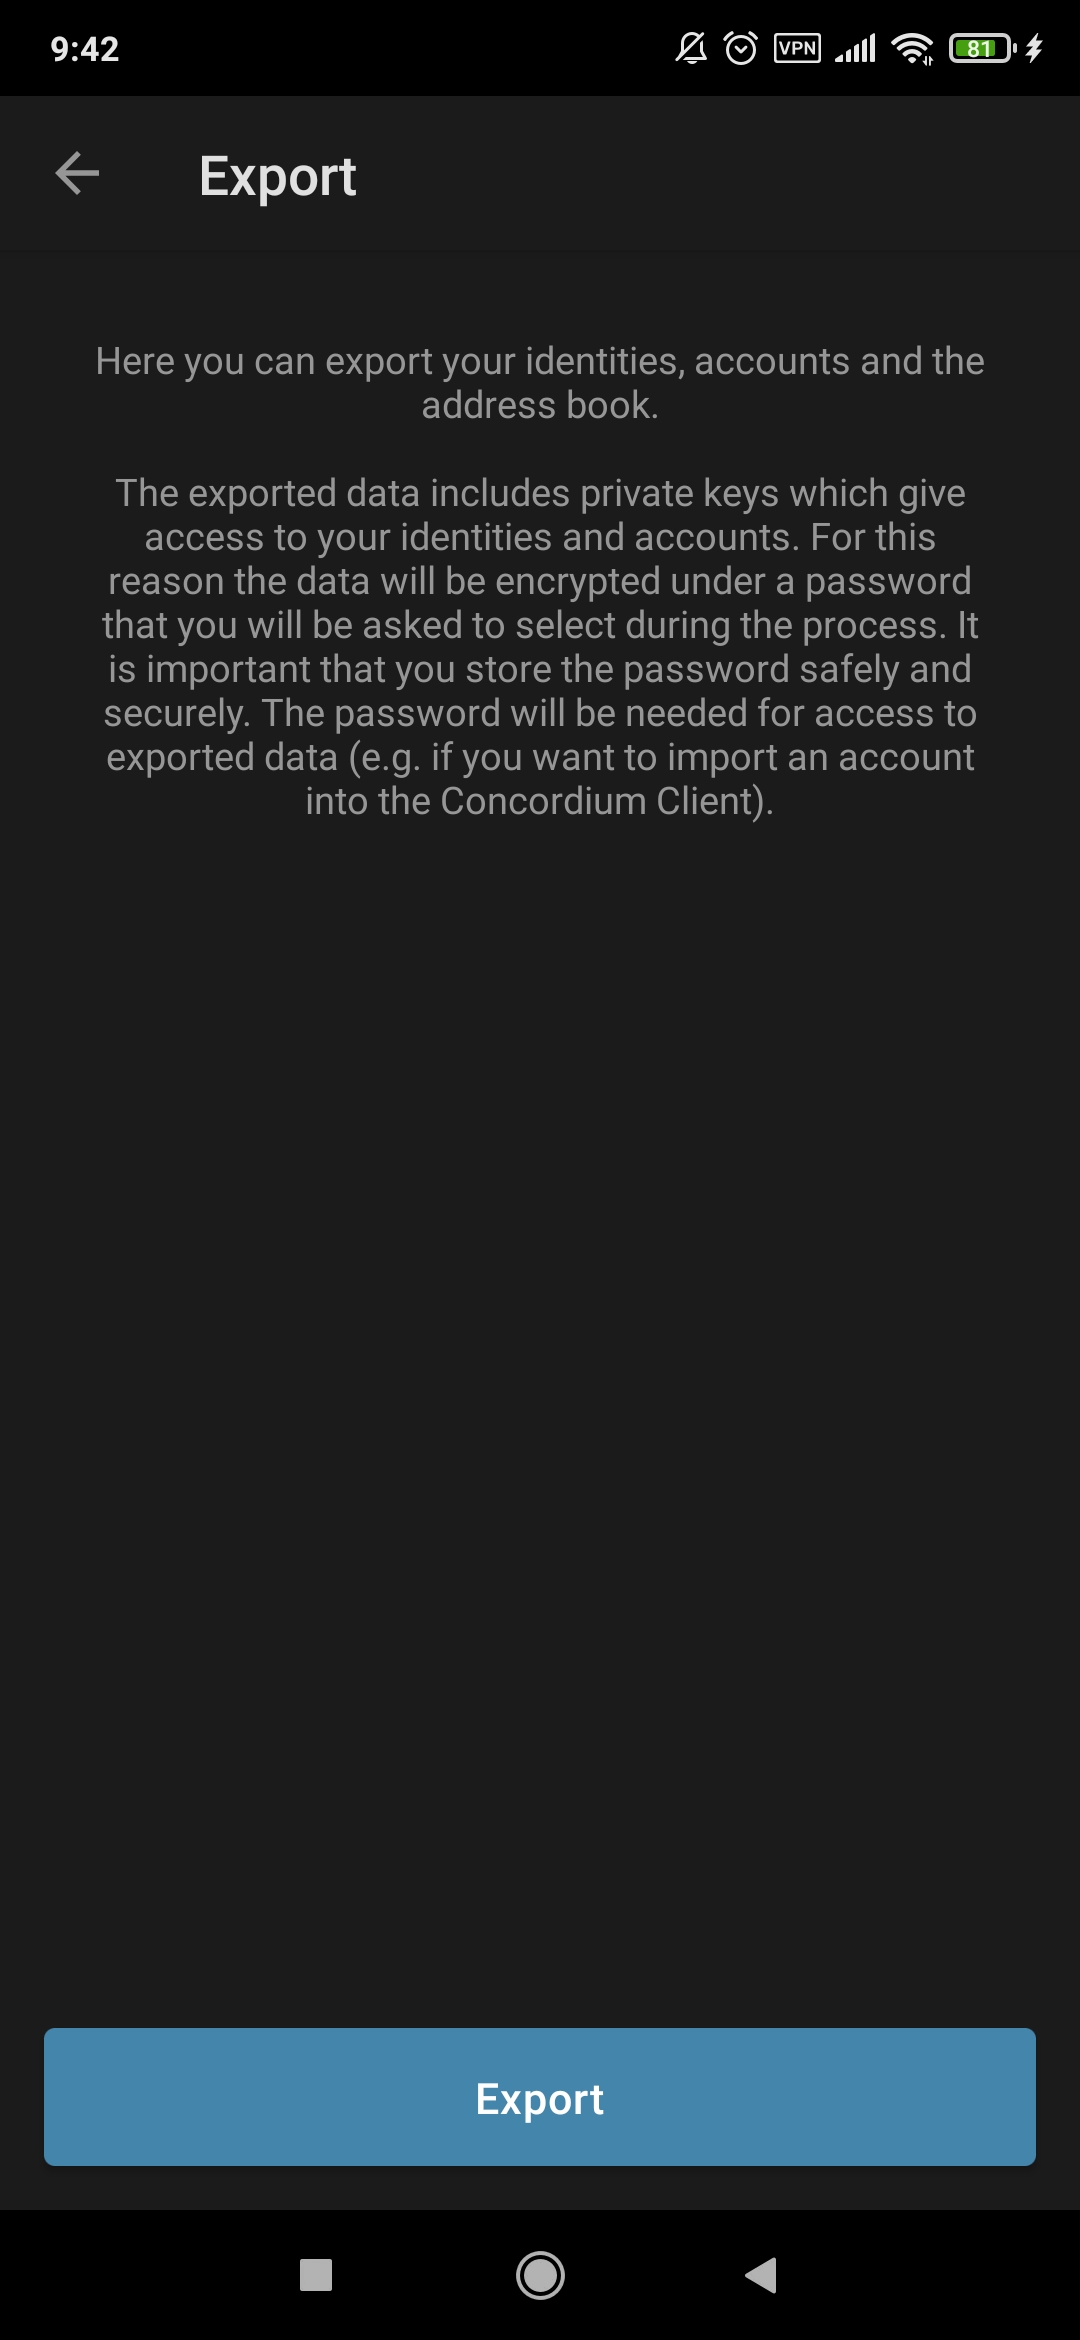 9:42
VPN
81
Export
Here you can export your identities, accounts and the
address book.
The exported data includes private keys which give
access to your identities and accounts. For this
reason the data will be encrypted under a password
that you will be asked to select during the process. It
is important that you store the password safely and
securely. The password will be needed for access to
exported data (e.g. if you want to import an account
into the Concordium Client).
Export